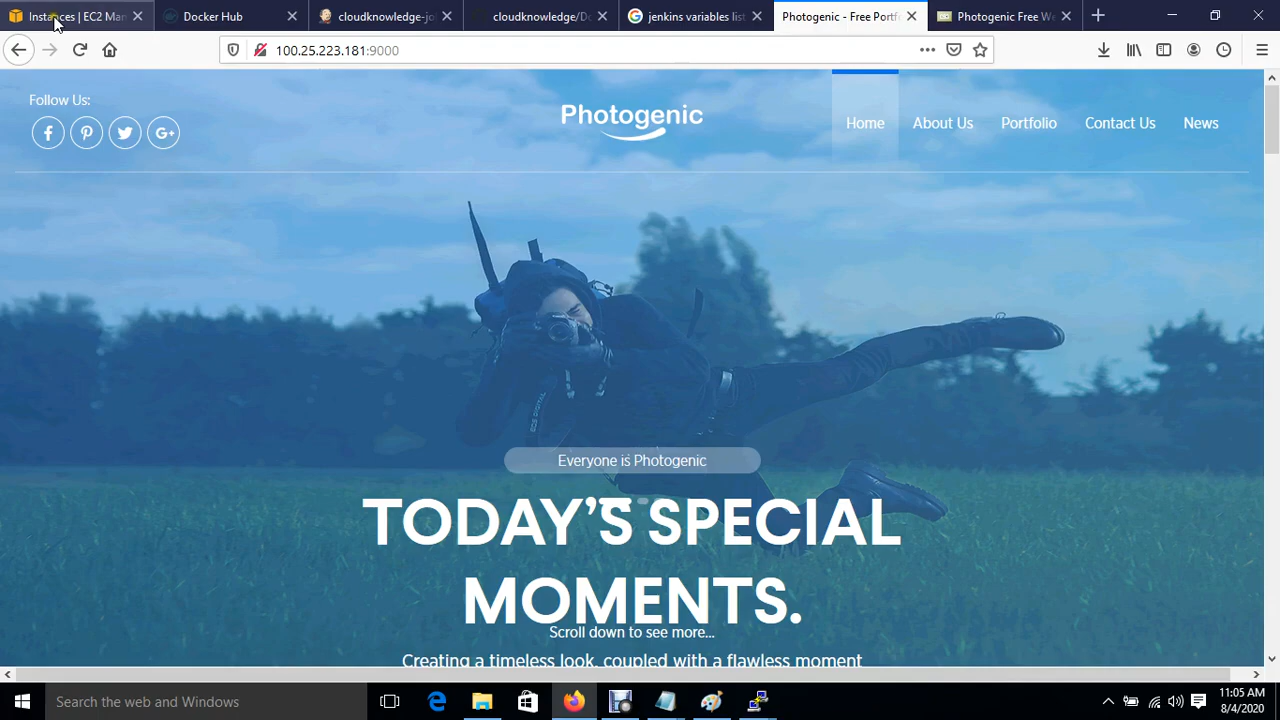 Instances | EC2 Man
Docker Hub
cloudknowledge-jo
cloudknowledge/Do
jenkins variables list
Photogenic - Free Portf
Photogenic Free We
100.25.223.181:9000
Follow Us:
Photogenic
Home
About Us
Portfolio
Contact Us
News
Everyone is Photogenic
TODAY’S SPECIAL
MOMENTS.
Scroll down to see more...
Creating a timeless look, coupled with a flawless moment
Search the web and Windows
11:05 AM
8/4/2020